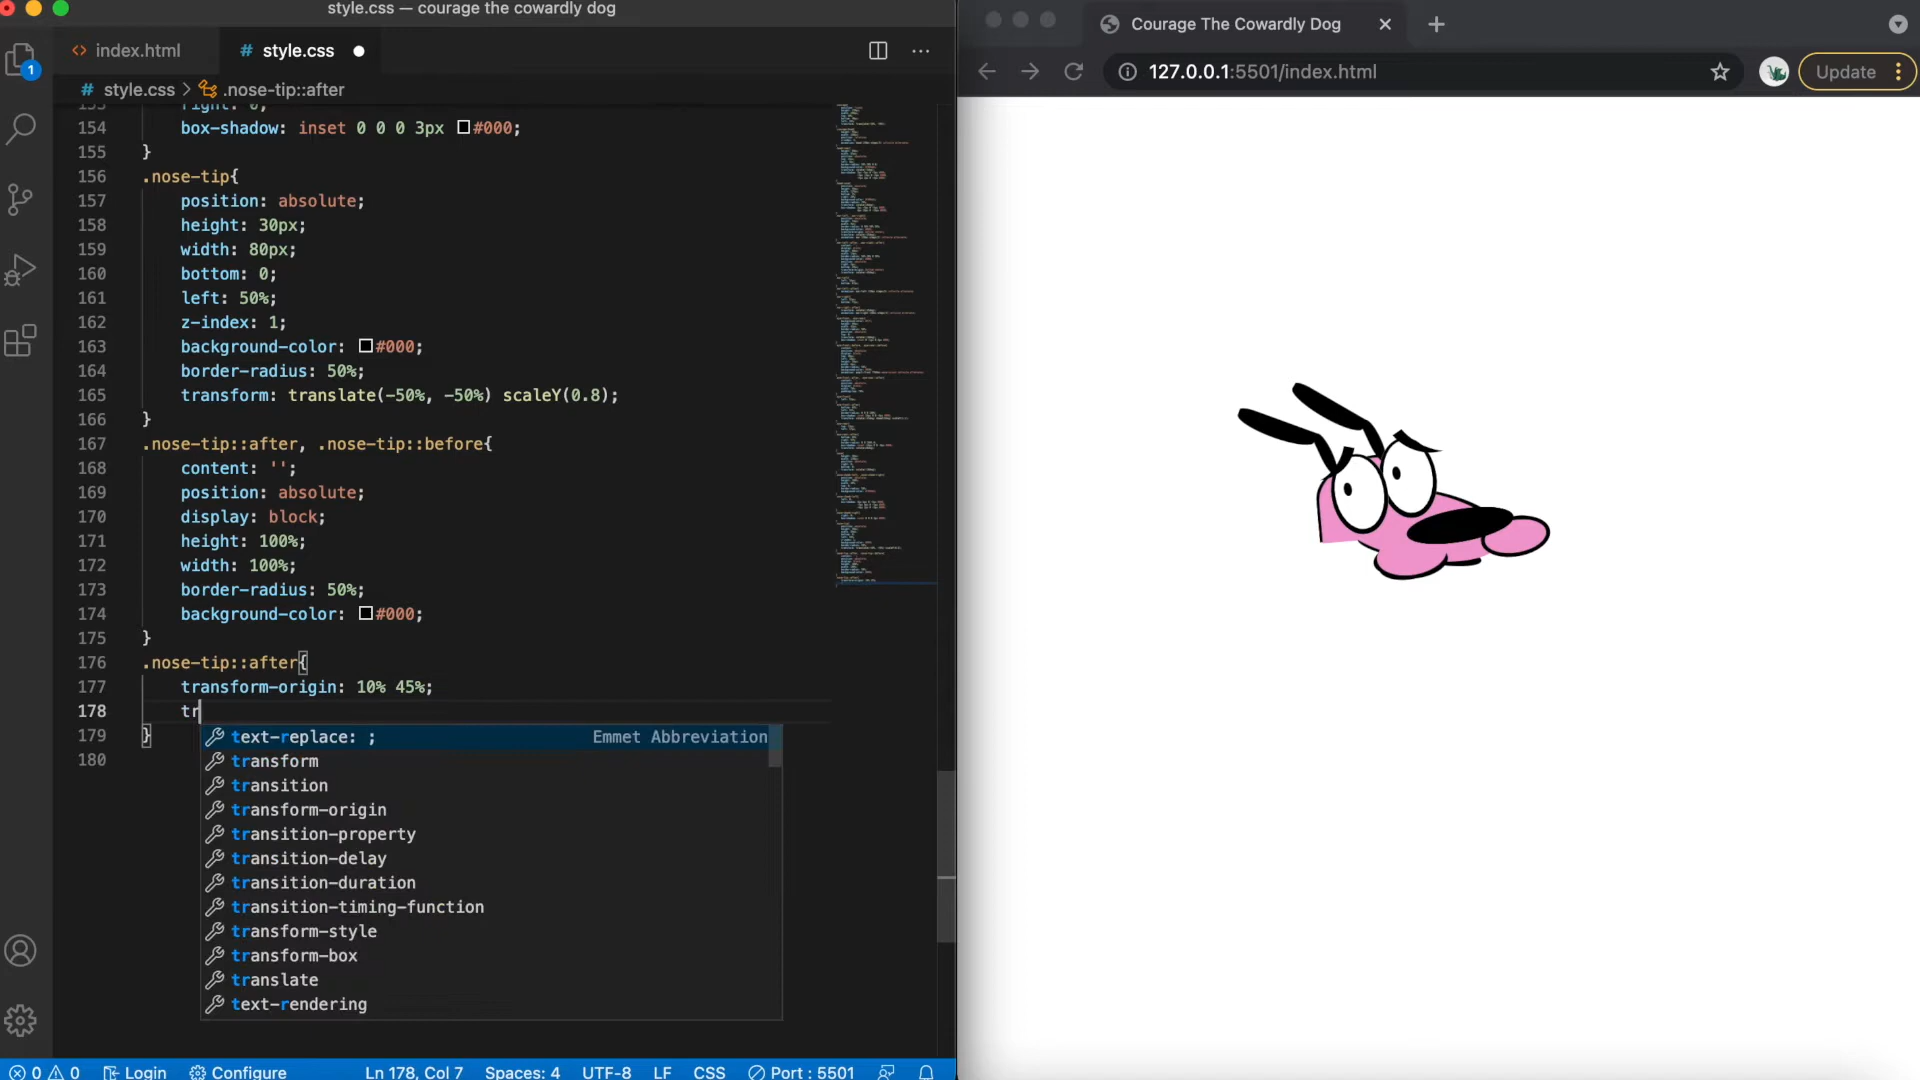 style.css — courage the cowardly dog
index.html
# style.css
# style.css > .nose-tip::after
1
153 right: 0;
154 box-shadow: inset 0 0 0 3px #000;
155 }
156 .nose-tip{
157 position: absolute;
158 height: 30px;
159 width: 80px;
160 bottom: 0;
161 left: 50%;
162 z-index: 1;
163 background-color: #000;
164 border-radius: 50%;
165 transform: translate(-50%, -50%) scaleY(0.8);
166 }
167 .nose-tip::after, .nose-tip::before{
168 content: '';
169 position: absolute;
170 display: block;
171 height: 100%;
172 width: 100%;
173 border-radius: 50%;
174 background-color: #000;
175 }
176 .nose-tip::after{
177 transform-origin: 10% 45%;
178 tr
179 }
180
text-replace: ; Emmet Abbreviation
transform
transition
transform-origin
transition-property
transition-delay
transition-duration
transition-timing-function
transform-style
transform-box
translate
text-rendering
0 0 Login Configure Ln 178, Col 7 Spaces: 4 UTF-8 LF CSS Port : 5501
Courage The Cowardly Dog
127.0.0.1:5501/index.html
Update